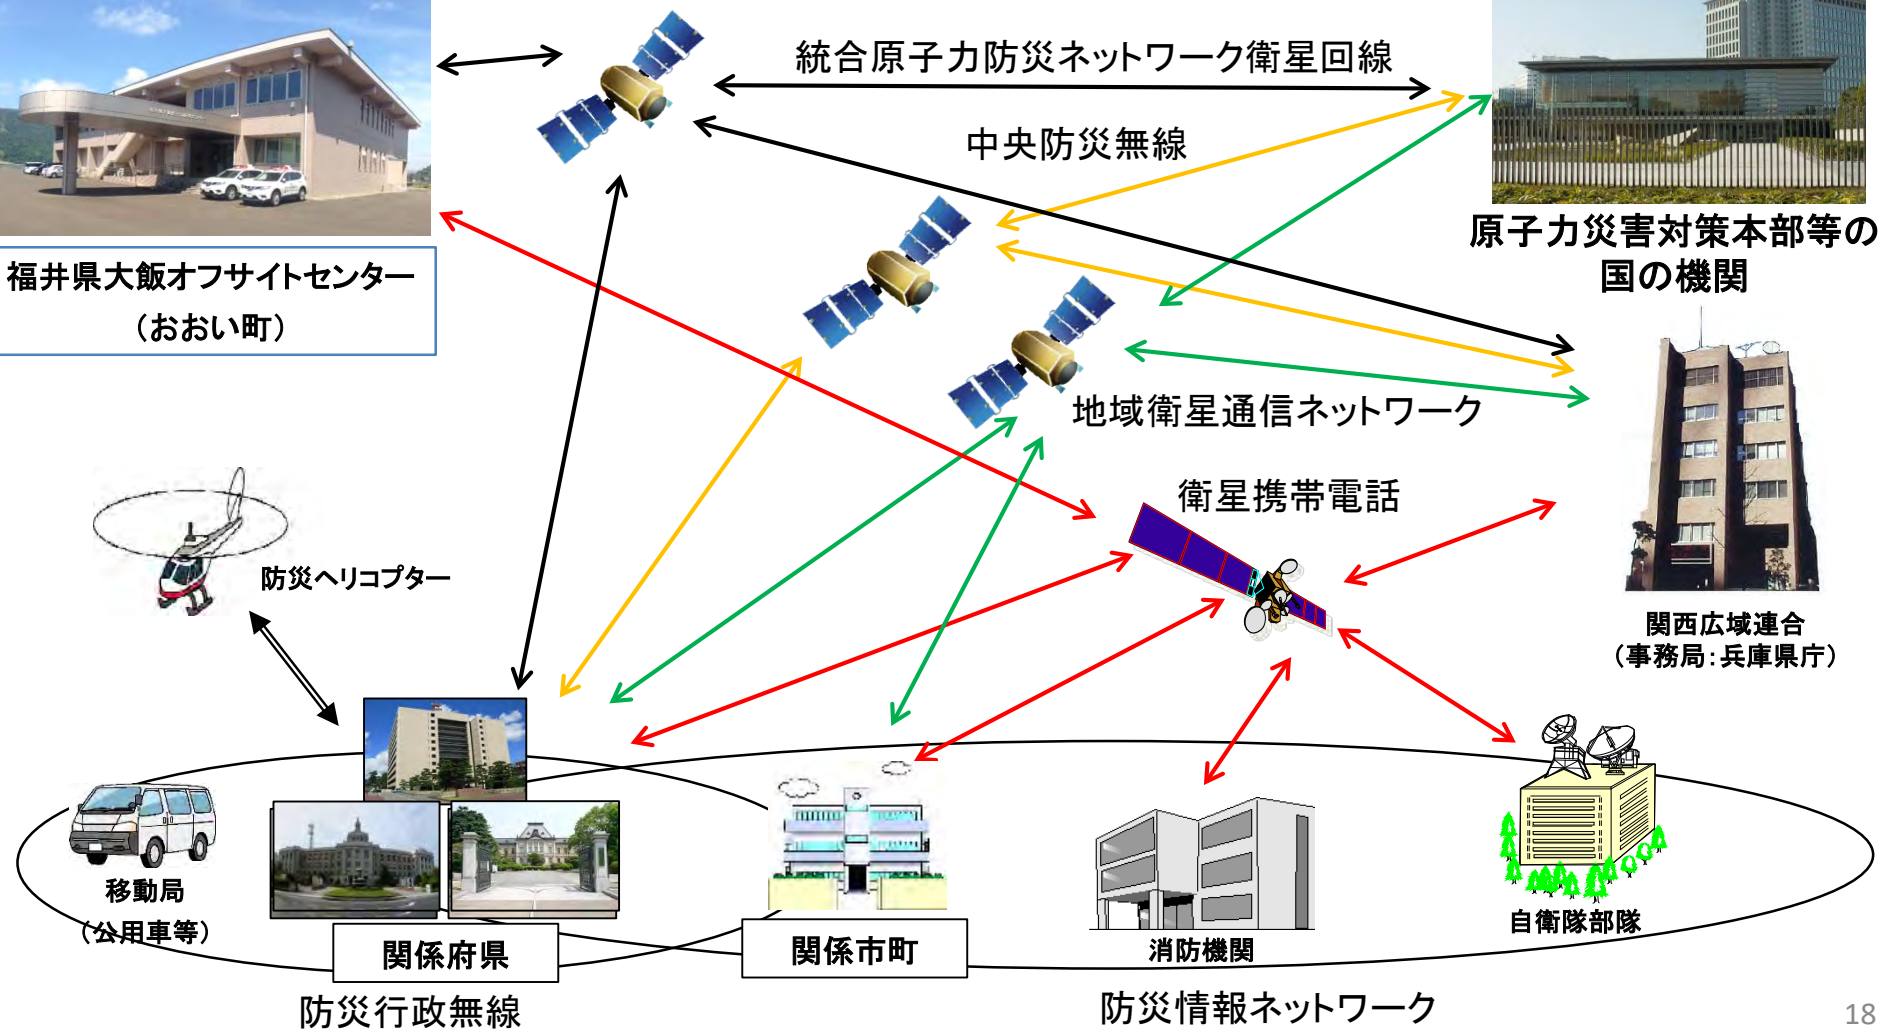 統合原子力防災ネットワーク衛星回線
中央防災無線
原子力災害対策本部等の
国の機関
福井県大飯オフサイトセンター
(おおい町)
地域衛星通信ネットワーク
衛星携帯電話
防災ヘリコプター
関西広域連合
(事務局:兵庫県庁)
移動局
(公用車等)
関係府県
関係市町
消防機関
自衛隊部隊
防災行政無線
防災情報ネットワーク
18